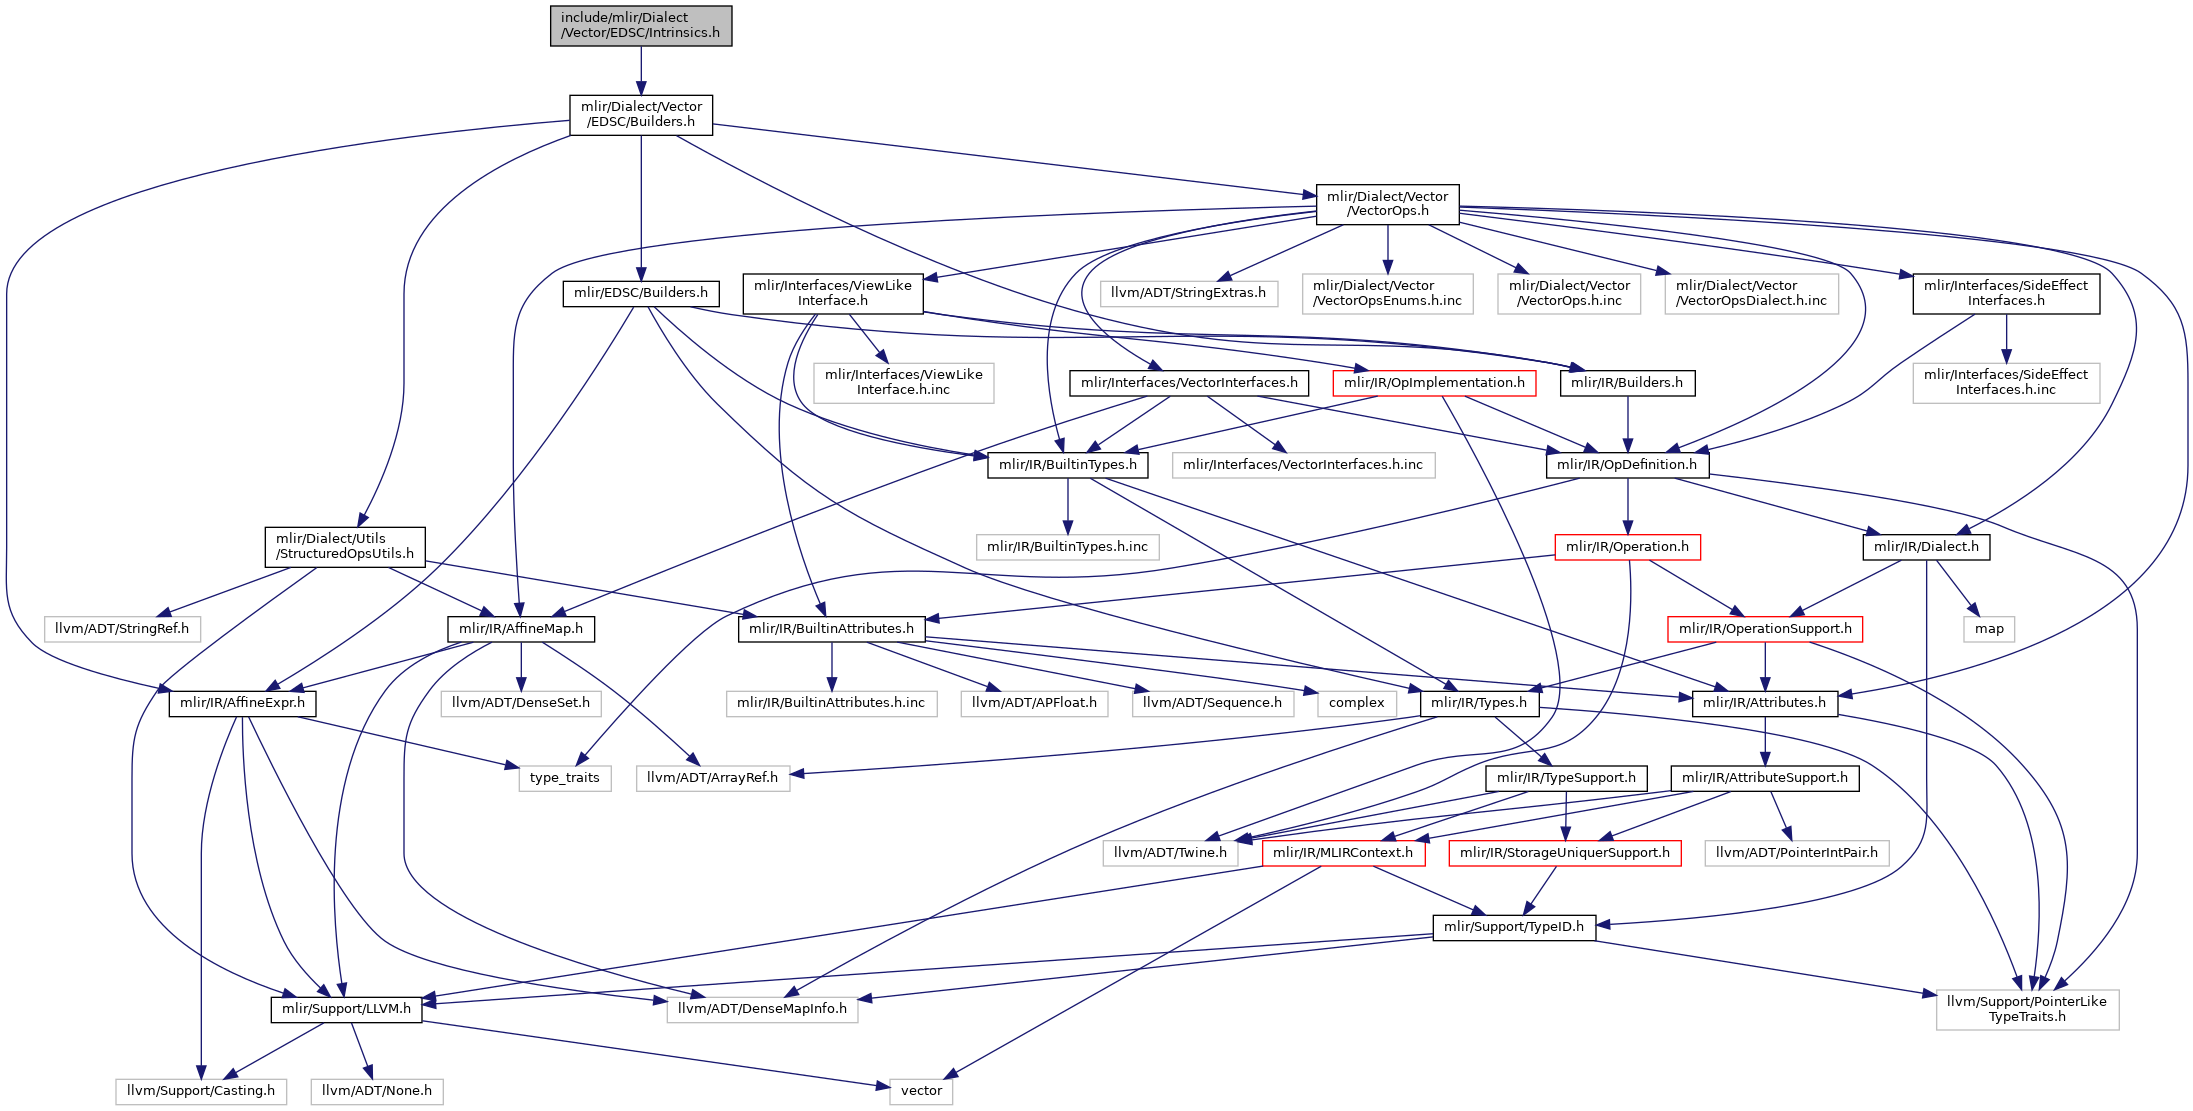 include/mlir/Dialect
/Vector/EDSC/Intrinsics.h
mlir/Dialect/Vector
/EDSC/Builders.h
mlir/Dialect/Vector
/VectorOps.h
mlir/EDSC/Builders.h
mlir/Interfaces/ViewLike
Interface.h
llvm/ADT/StringExtras.h
mlir/Dialect/Vector
/VectorOpsEnums.h.inc
mlir/Dialect/Vector
/VectorOps.h.inc
mlir/Dialect/Vector
/VectorOpsDialect.h.inc
mlir/Interfaces/SideEffect
Interfaces.h
mlir/Interfaces/ViewLike
Interface.h.inc
mlir/Interfaces/VectorInterfaces.h
mlir/IR/OpImplementation.h
mlir/IR/Builders.h
mlir/Interfaces/SideEffect
Interfaces.h.inc
mlir/IR/BuiltinTypes.h
mlir/Interfaces/VectorInterfaces.h.inc
mlir/IR/OpDefinition.h
mlir/Dialect/Utils
/StructuredOpsUtils.h
mlir/IR/BuiltinTypes.h.inc
mlir/IR/Operation.h
mlir/IR/Dialect.h
llvm/ADT/StringRef.h
mlir/IR/AffineMap.h
mlir/IR/BuiltinAttributes.h
mlir/IR/OperationSupport.h
map
mlir/IR/AffineExpr.h
llvm/ADT/DenseSet.h
mlir/IR/BuiltinAttributes.h.inc
llvm/ADT/APFloat.h
llvm/ADT/Sequence.h
complex
mlir/IR/Types.h
mlir/IR/Attributes.h
type_traits
llvm/ADT/ArrayRef.h
mlir/IR/TypeSupport.h
mlir/IR/AttributeSupport.h
llvm/ADT/Twine.h
mlir/IR/MLIRContext.h
mlir/IR/StorageUniquerSupport.h
llvm/ADT/PointerIntPair.h
mlir/Support/TypeID.h
mlir/Support/LLVM.h
llvm/ADT/DenseMapInfo.h
llvm/Support/PointerLike
TypeTraits.h
llvm/Support/Casting.h
llvm/ADT/None.h
vector